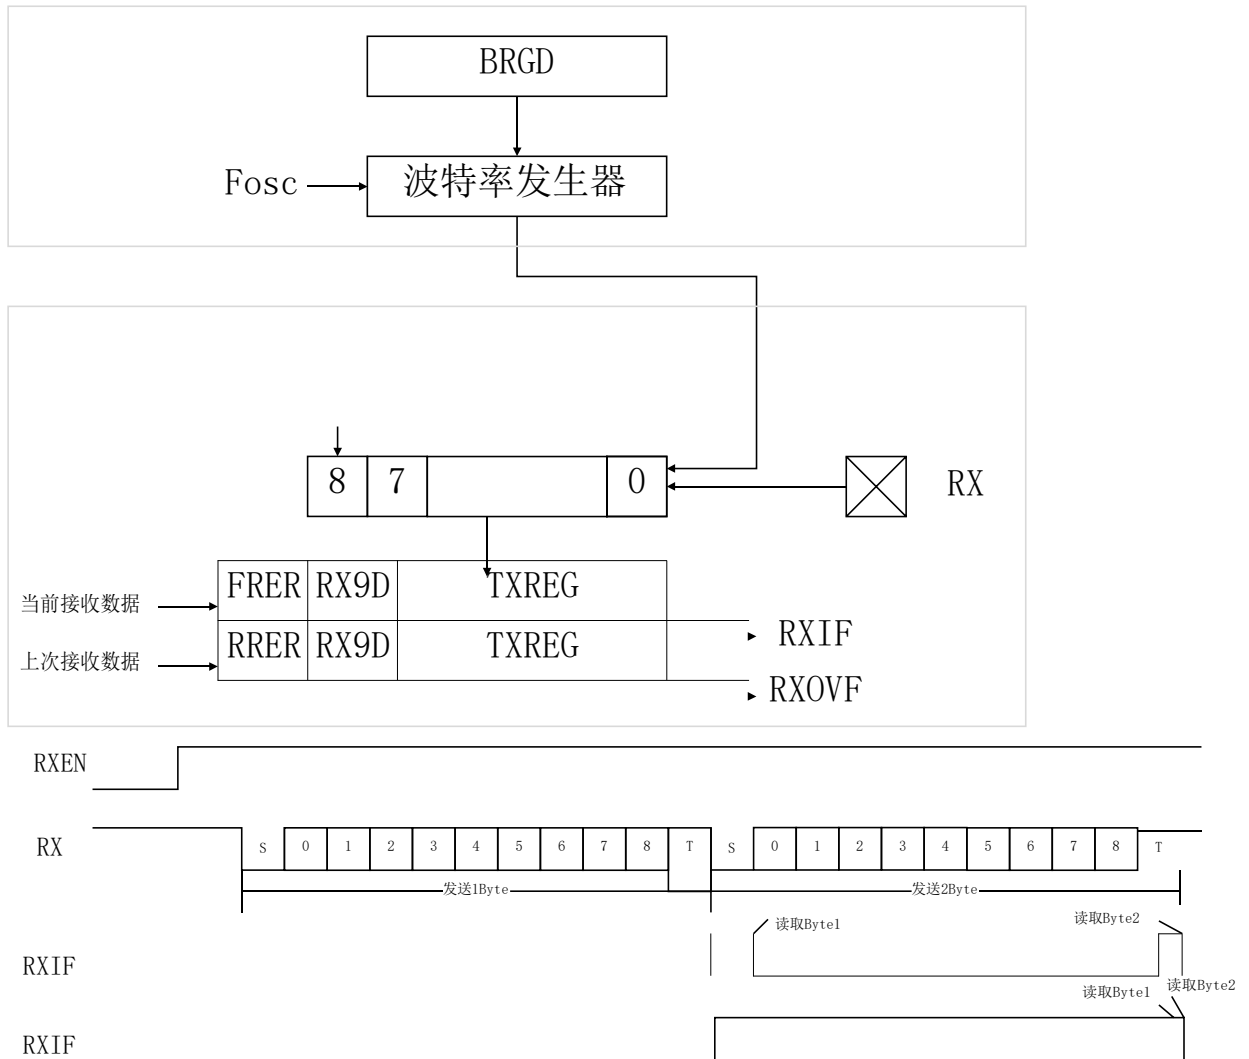 BRGD
Fosc 波特率发生器
8 7 0 RX
FRER RX9D TXREG
当前接收数据
RXIF
RRER RX9D TXREG
上次接收数据
RXOVF
RXEN
RX S 0 1 2 3 4 5 6 7 8 T S 0 1 2 3 4 5 6 7 8 T
发送1Byte 发送2Byte
读取Byte1 读取Byte2
RXIF
读取Byte1 读取Byte2
RXIF